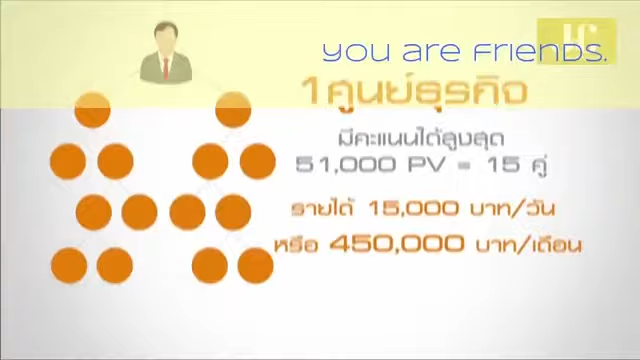 you are friends.
1 ศูนย์ธุรกิจ
มีคะแนนได้สูงสุด
51,000 PV = 15 คู่
รายได้ 15,000 บาท/วัน
หรือ 450,000 บาท/เดือน